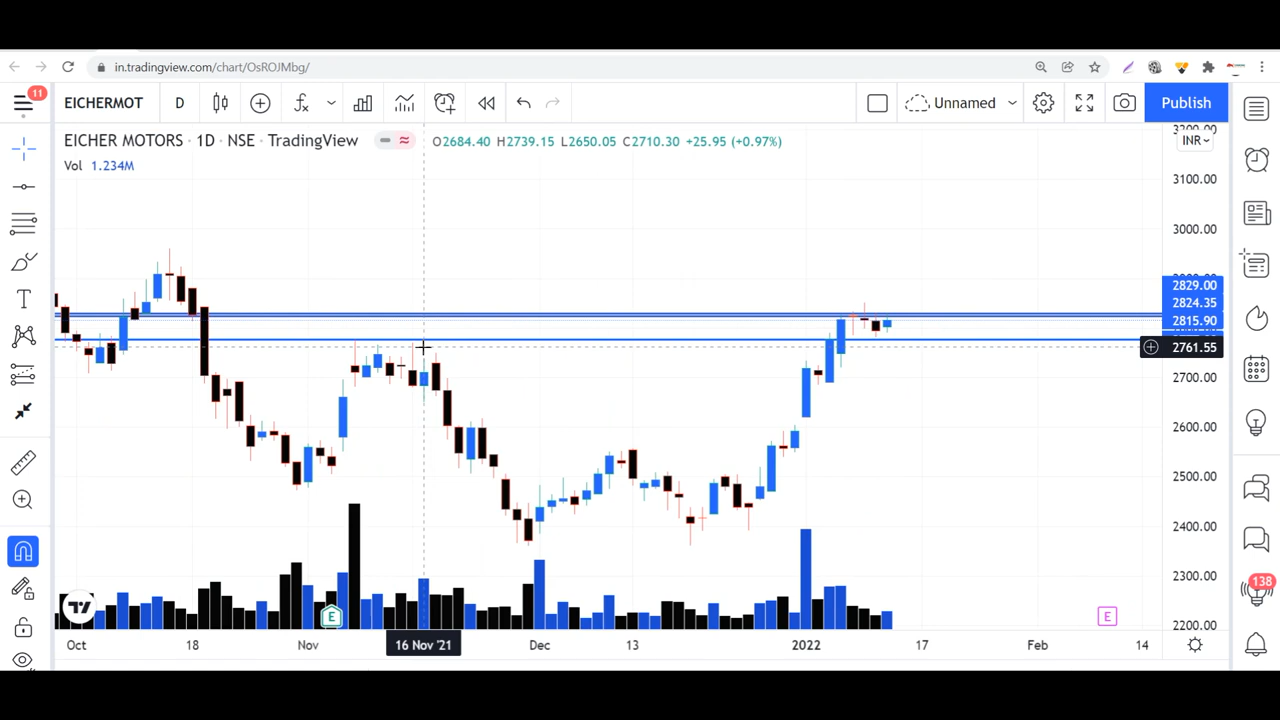 in.tradingview.com/chart/OsROJMbg/
11
EICHERMOT D Unnamed Publish
EICHER MOTORS · 1D · NSE · TradingView O2684.40 H2739.15 L2650.05 C2710.30 +25.95 (+0.97%)
INR
Vol 1.234M
3100.00
3000.00
2829.00
2824.35
2815.90
2761.55
2700.00
2600.00
2500.00
2400.00
2300.00
2200.00
138
E
E
Oct 18 Nov 16 Nov '21 Dec 13 2022 17 Feb 14